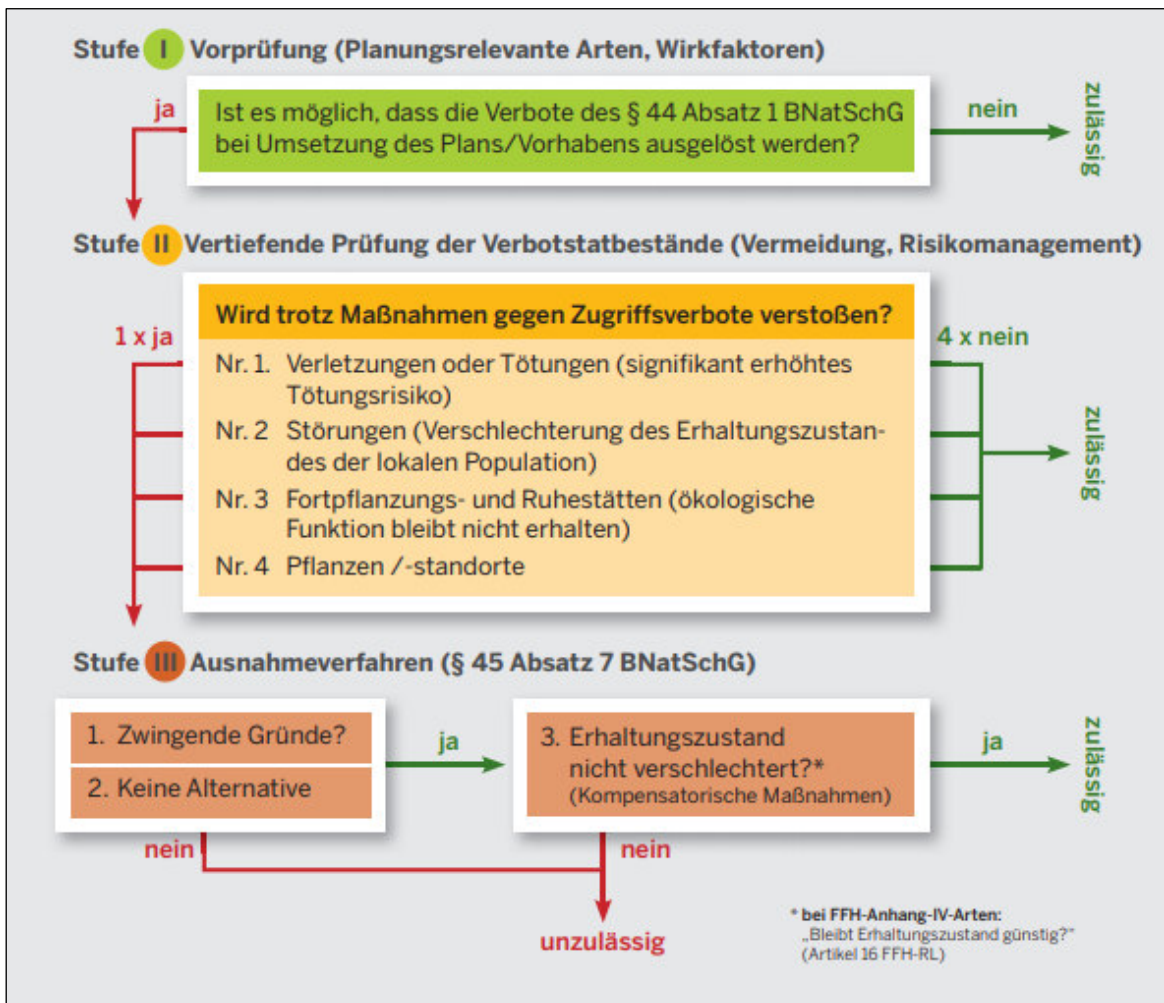 Stufe I Vorprüfung (Planungsrelevante Arten, Wirkfaktoren)
ja
Ist es möglich, dass die Verbote des § 44 Absatz 1 BNatSchG
bei Umsetzung des Plans/Vorhabens ausgelöst werden?
nein
zulässig
Stufe II Vertiefende Prüfung der Verbotstatbestände (Vermeidung, Risikomanagement)
1 x ja
Wird trotz Maßnahmen gegen Zugriffsverbote verstoßen?
4 x nein
Nr. 1. Verletzungen oder Tötungen (signifikant erhöhtes
Tötungsrisiko)
Nr. 2 Störungen (Verschlechterung des Erhaltungszustan-
des der lokalen Population)
Nr. 3 Fortpflanzungs- und Ruhestätten (ökologische
Funktion bleibt nicht erhalten)
Nr. 4 Pflanzen /-standorte
zulässig
Stufe III Ausnahmeverfahren (§ 45 Absatz 7 BNatSchG)
1. Zwingende Gründe?
2. Keine Alternative
ja
3. Erhaltungszustand
nicht verschlechtert?*
(Kompensatorische Maßnahmen)
ja
zulässig
nein
nein
unzulässig
* bei FFH-Anhang-IV-Arten:
„Bleibt Erhaltungszustand günstig?"
(Artikel 16 FFH-RL)